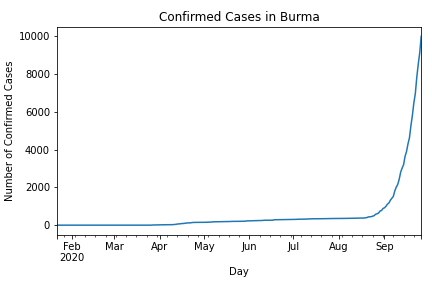 Confirmed Cases in Burma
Number of Confirmed Cases
10000
8000
6000
4000
2000
0
Feb Mar Apr May Jun Jul Aug Sep
2020
Day